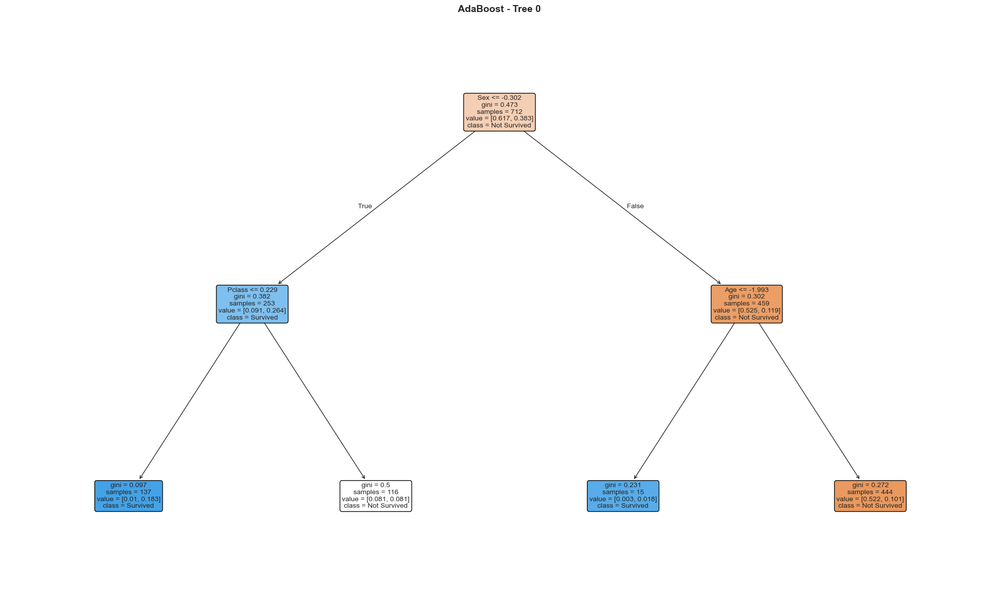 AdaBoost - Tree 0
Sex <= -0.302
gini = 0.473
samples = 712
value = [0.617, 0.383]
class = Not Survived
True
False
Pclass <= 0.229
gini = 0.382
samples = 253
value = [0.091, 0.264]
class = Survived
Age <= -1.993
gini = 0.302
samples = 459
value = [0.525, 0.119]
class = Not Survived
gini = 0.097
samples = 137
value = [0.01, 0.183]
class = Survived
gini = 0.5
samples = 116
value = [0.081, 0.081]
class = Not Survived
gini = 0.231
samples = 15
value = [0.003, 0.018]
class = Survived
gini = 0.272
samples = 444
value = [0.522, 0.101]
class = Not Survived